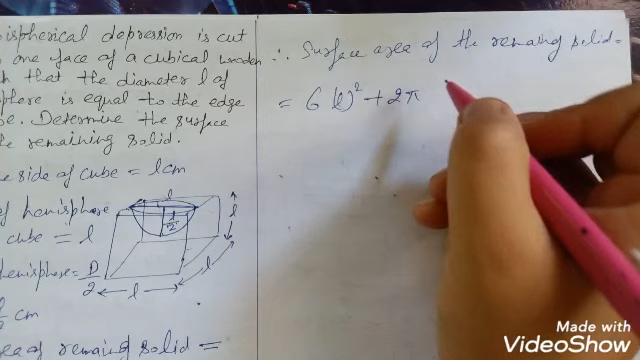 ispherical depression is cut
one face of a cubical wooden
that the diameter l of
sphere is equal to the edge
Determine the surface
remaining solid.
side of cube = l cm
of hemisphere
cube = l
hemisphere = D/2
cm
of remaining solid =
l
l/2
l
l
l
∴ Surface area of the remaing solid =
= 6 (l)² + 2π
Made with
VideoShow